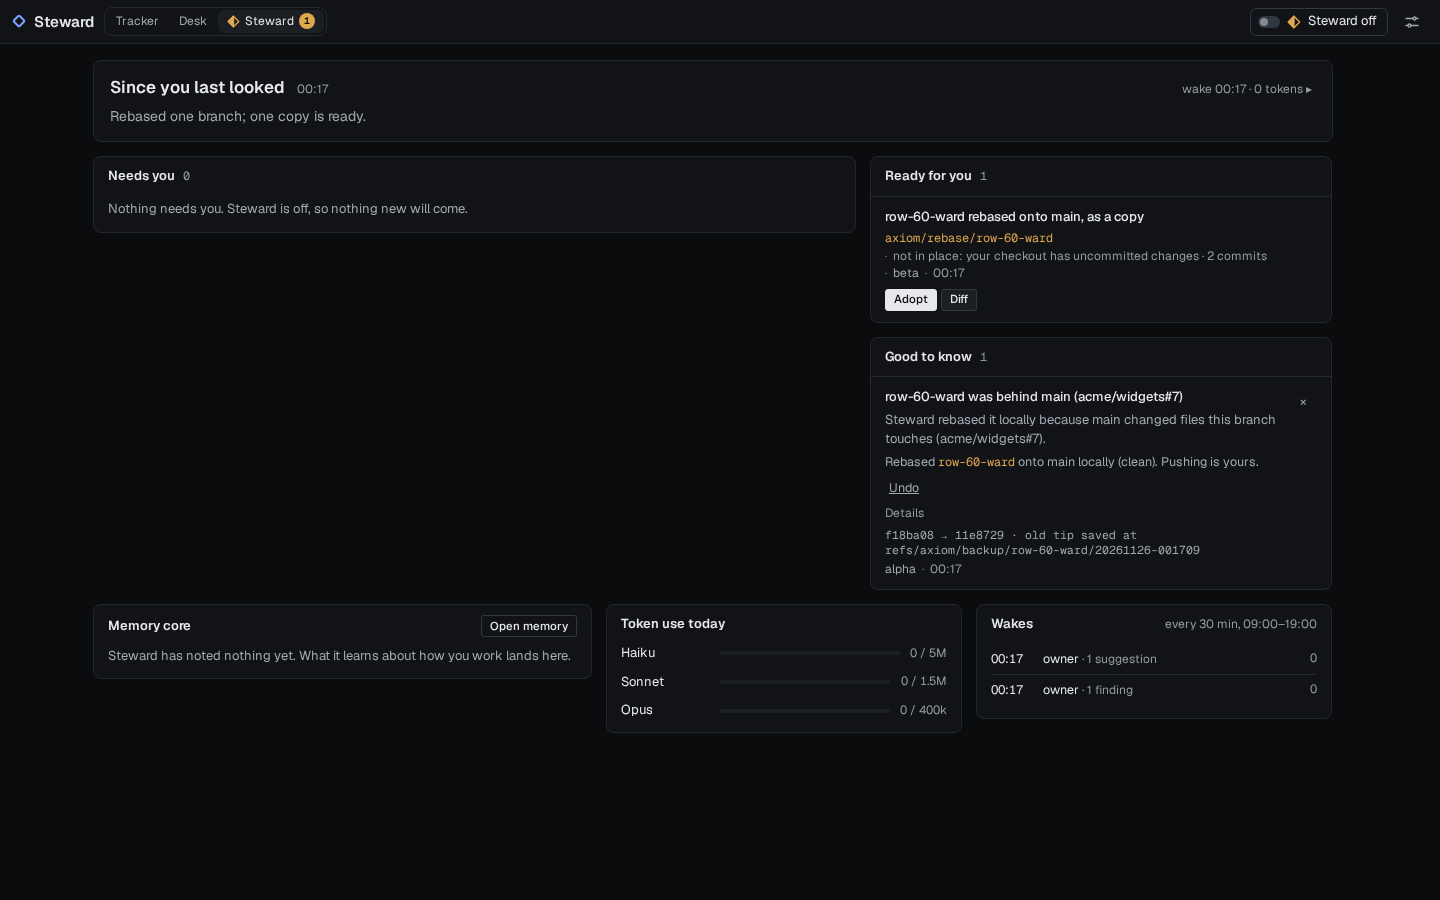 Steward
Tracker
Desk
Steward 1
Steward off
Since you last looked 00:17
wake 00:17 · 0 tokens ▸
Rebased one branch; one copy is ready.
Needs you 0
Nothing needs you. Steward is off, so nothing new will come.
Ready for you 1
row-60-ward rebased onto main, as a copy
axiom/rebase/row-60-ward
· not in place: your checkout has uncommitted changes · 2 commits
· beta · 00:17
Adopt
Diff
Good to know 1
row-60-ward was behind main (acme/widgets#7)
×
Steward rebased it locally because main changed files this branch
touches (acme/widgets#7).
Rebased row-60-ward onto main locally (clean). Pushing is yours.
Undo
Details
f18ba08 → 11e8729 · old tip saved at
refs/axiom/backup/row-60-ward/20261126-001709
alpha · 00:17
Memory core
Open memory
Steward has noted nothing yet. What it learns about how you work lands here.
Token use today
Haiku 0 / 5M
Sonnet 0 / 1.5M
Opus 0 / 400k
Wakes
every 30 min, 09:00–19:00
00:17 owner · 1 suggestion 0
00:17 owner · 1 finding 0